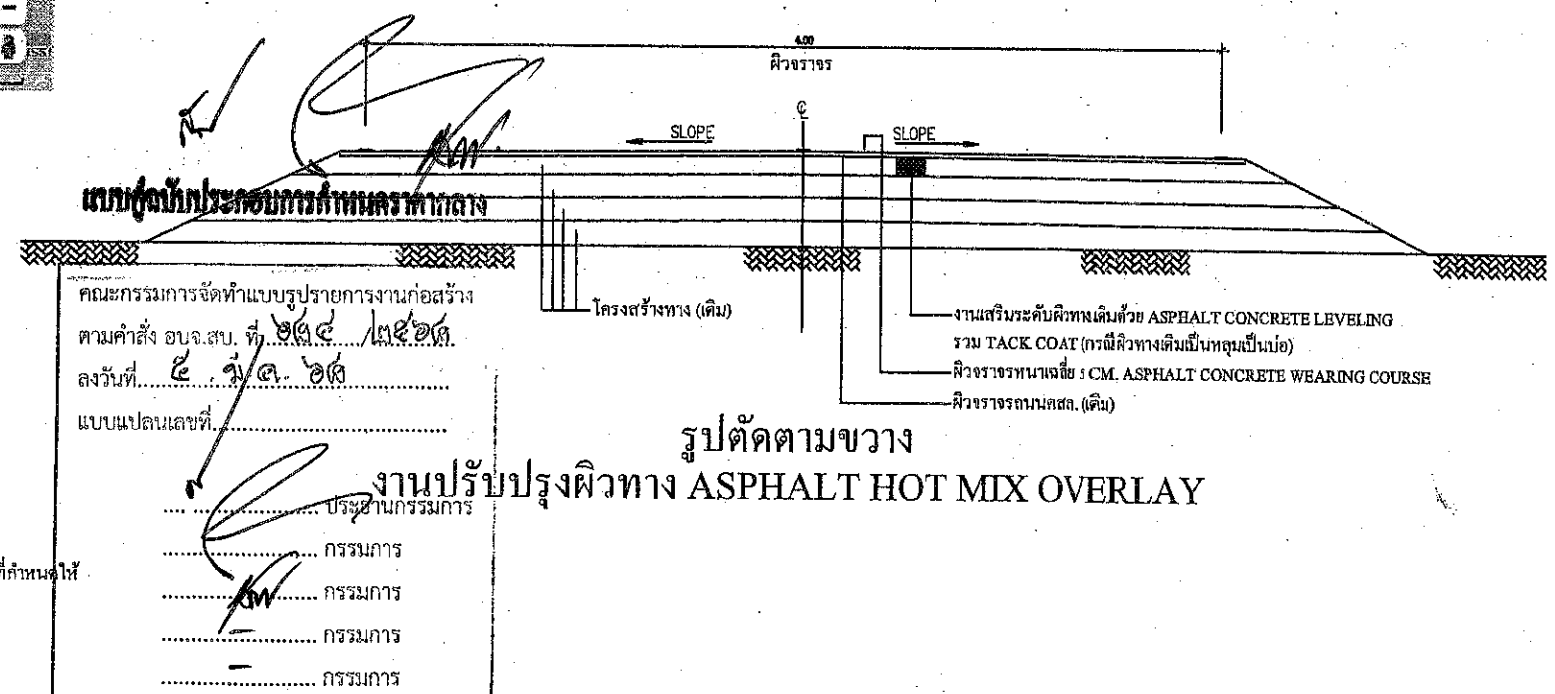 4.00
ผิวจราจร
SLOPE
SLOPE
แบบคู่ฉบับประกอบการกำหนดราคากลาง
คณะกรรมการจัดทำแบบรูปรายการงานก่อสร้าง
ตามคำสั่ง อบจ.สบ. ที่
ลงวันที่ ๕ มี.ค. ๖๘
แบบแปลนเลขที่
โครงสร้างทาง (เดิม)
งานเสริมระดับผิวทางเดิมด้วย ASPHALT CONCRETE LEVELING
รวม TACK COAT (กรณีผิวทางเดิมเป็นหลุมเป็นบ่อ)
ผิวจราจรหนาเฉลี่ย 5 CM. ASPHALT CONCRETE WEARING COURSE
ผิวจราจรถนนคสล. (เดิม)
รูปตัดตามขวาง
งานปรับปรุงผิวทาง ASPHALT HOT MIX OVERLAY
ประธานกรรมการ
กรรมการ
กรรมการ
กรรมการ
กรรมการ
ที่กำหนดให้